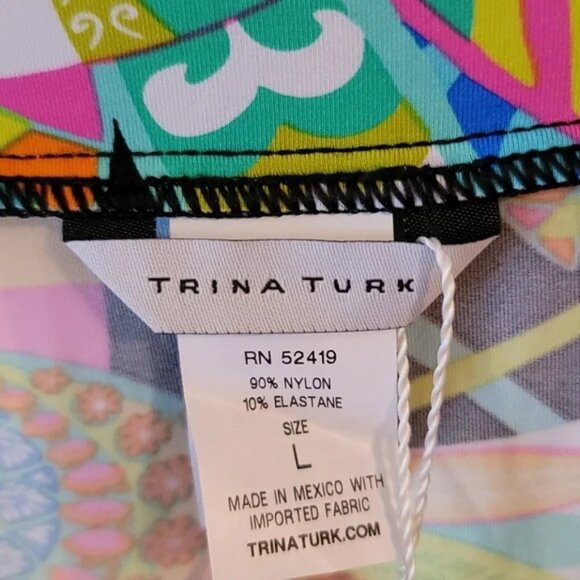 TRINA TURK
RN 52419
90% NYLON
10% ELASTANE
SIZE
L
MADE IN MEXICO WITH
IMPORTED FABRIC
TRINATURK.COM